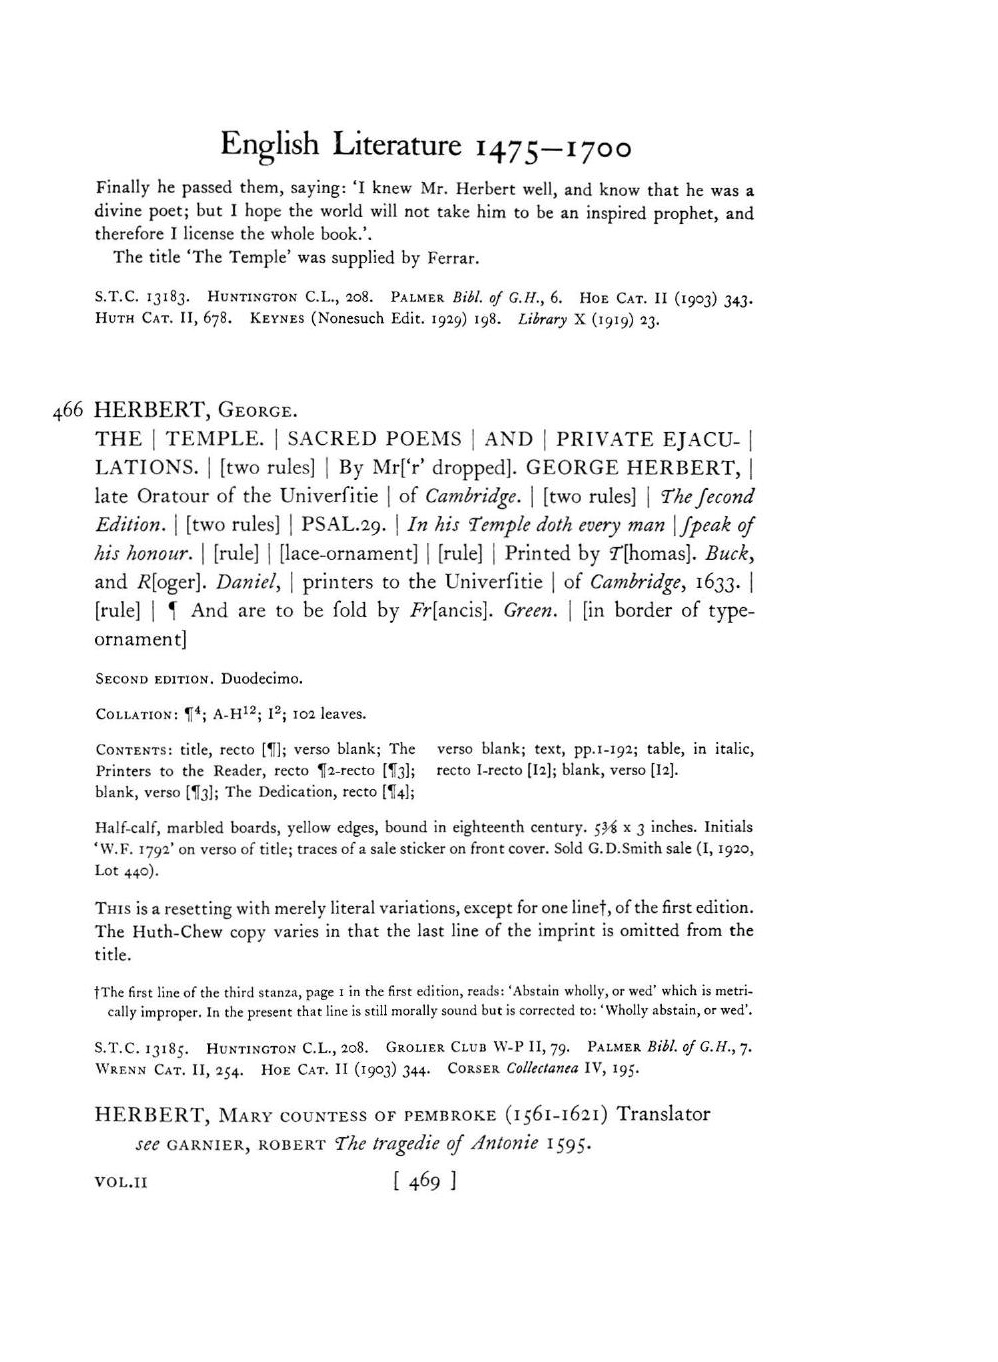 English Literature 1475—1700
Finally he passed them, saying: ‘I knew Mr. Herbert well, and know that he was a
divine poet; but I hope the world will not take him to be an inspired prophet, and
therefore I license the whole book.’.
The title ‘The Temple’ was supplied by Ferrar.
S.T.C. 13183. Huntington C.L., 208. Palmer Bibl. of G.H., 6. Hoe Cat. II (1903) 343.
Huth Cat. II, 678. Keynes (Nonesuch Edit. 1929) 198. Library X (1919) 23.
466 HERBERT, George.
THE | TEMPLE. | SACRED POEMS | AND | PRIVATE EJACU- |
LATIONS. | [two rules] | By Mr[‘r’ dropped]. GEORGE HERBERT, |
late Oratour of the Univerſitie | of Cambridge. | [two rules] | The ſecond
Edition. | [two rules] | PSAL.29. | In his Temple doth every man | ſpeak of
his honour. | [rule] | [lace-ornament] | [rule] | Printed by T[homas]. Buck,
and R[oger]. Daniel, | printers to the Univerſitie | of Cambridge, 1633. |
[rule] | ¶ And are to be ſold by Fr[ancis]. Green. | [in border of type-
ornament]
Second edition. Duodecimo.
Collation: ¶⁴; A-H¹²; I²; 102 leaves.
Contents: title, recto [¶]; verso blank; The
Printers to the Reader, recto ¶2-recto [¶3];
blank, verso [¶3]; The Dedication, recto [¶4];
verso blank; text, pp.1-192; table, in italic,
recto I-recto [I2]; blank, verso [I2].
Half-calf, marbled boards, yellow edges, bound in eighteenth century. 5⅜ x 3 inches. Initials
‘W.F. 1792’ on verso of title; traces of a sale sticker on front cover. Sold G.D.Smith sale (I, 1920,
Lot 440).
This is a resetting with merely literal variations, except for one line†, of the first edition.
The Huth-Chew copy varies in that the last line of the imprint is omitted from the
title.
†The first line of the third stanza, page 1 in the first edition, reads: ‘Abstain wholly, or wed’ which is metri-
cally improper. In the present that line is still morally sound but is corrected to: ‘Wholly abstain, or wed’.
S.T.C. 13185. Huntington C.L., 208. Grolier Club W-P II, 79. Palmer Bibl. of G.H., 7.
Wrenn Cat. II, 254. Hoe Cat. II (1903) 344. Corser Collectanea IV, 195.
HERBERT, Mary countess of pembroke (1561-1621) Translator
see garnier, robert The tragedie of Antonie 1595.
VOL.II [ 469 ]